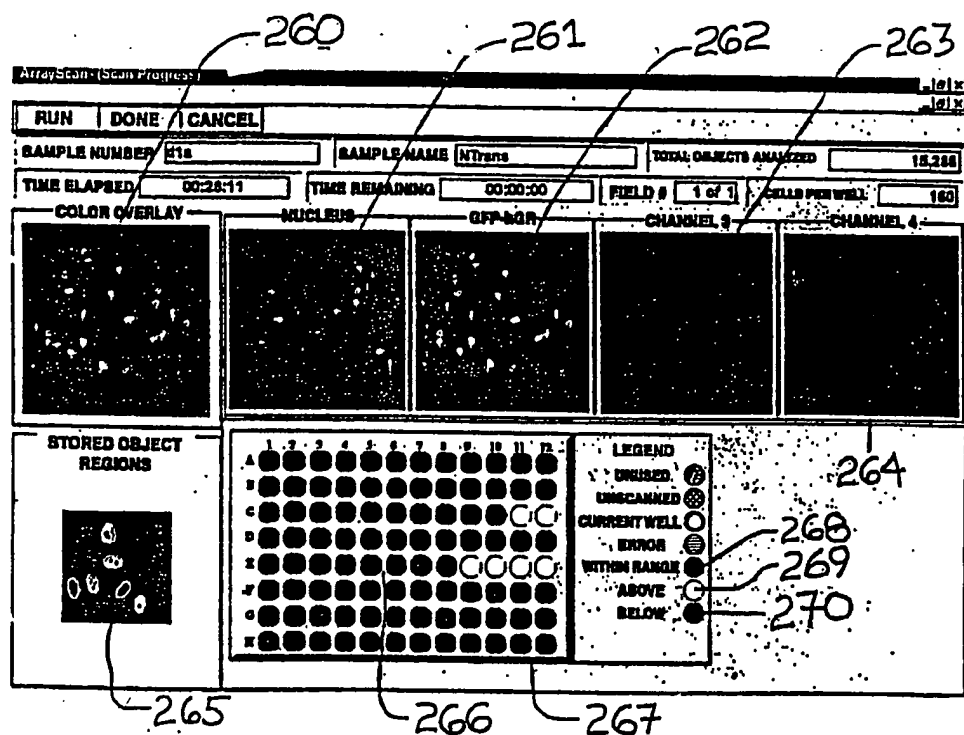 260
261
262
263
ArrayScan - (Scan Progress)
RUN DONE CANCEL
SAMPLE NUMBER d1a SAMPLE NAME NTrans TOTAL OBJECTS ANALYZED
TIME ELAPSED 00:28:11 TIME REMAINING 00:00:00 FIELD # 1 of 1 CELLS PER WELL 160
COLOR OVERLAY NUCLEUS GFP-hGR CHANNEL 3 CHANNEL 4
264
STORED OBJECT
REGIONS
1 2 3 4 5 6 7 8 9 10 11 12
A
B
C
D
E
F
G
H
LEGEND
UNUSED
UNSCANNED
CURRENT WELL
ERROR
WITHIN RANGE
ABOVE
BELOW
268
269
270
265
266
267